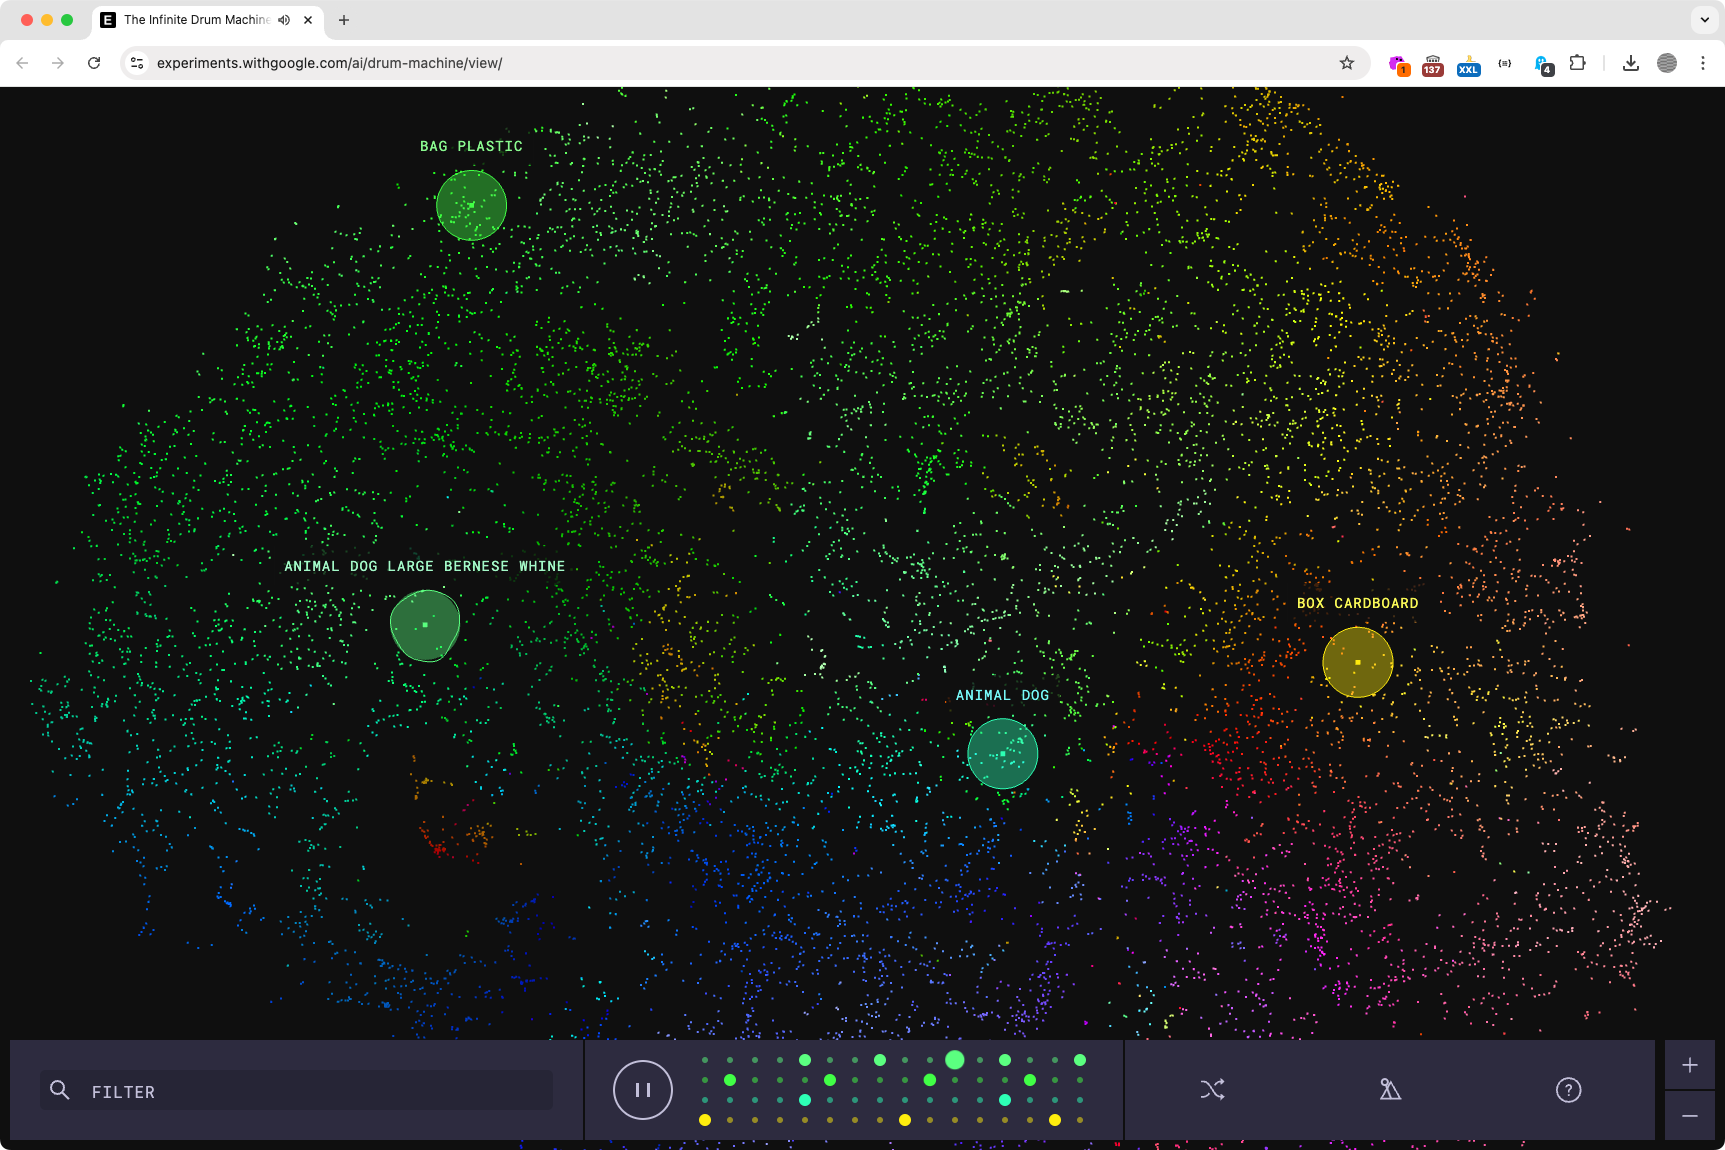 The Infinite Drum Machine
experiments.withgoogle.com/ai/drum-machine/view/
1
137
XXL
4
BAG PLASTIC
ANIMAL DOG LARGE BERNESE WHINE
BOX CARDBOARD
ANIMAL DOG
FILTER